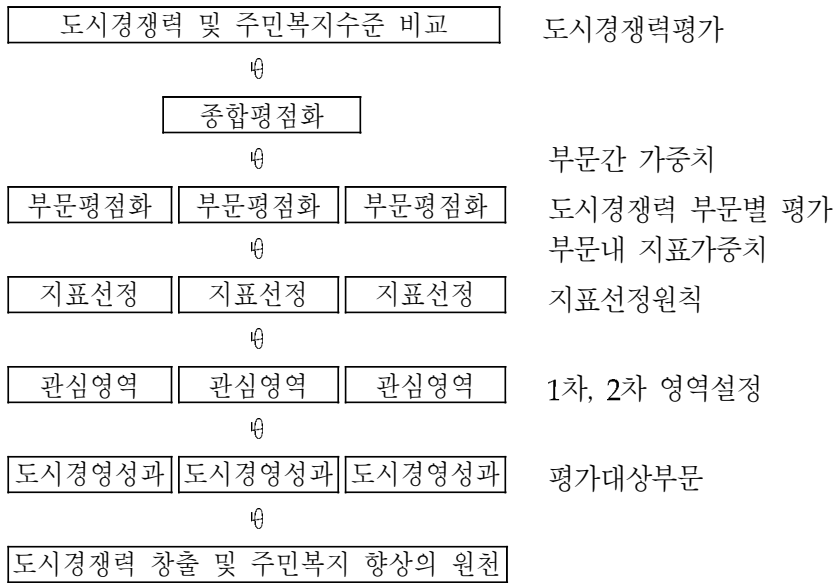 도시경쟁력 및 주민복지수준 비교 도시경쟁력평가
종합평점화
부문간 가중치
부문평점화 부문평점화 부문평점화 도시경쟁력 부문별 평가
부문내 지표가중치
지표선정 지표선정 지표선정 지표선정원칙
관심영역 관심영역 관심영역 1차, 2차 영역설정
도시경영성과 도시경영성과 도시경영성과 평가대상부문
도시경쟁력 창출 및 주민복지 향상의 원천